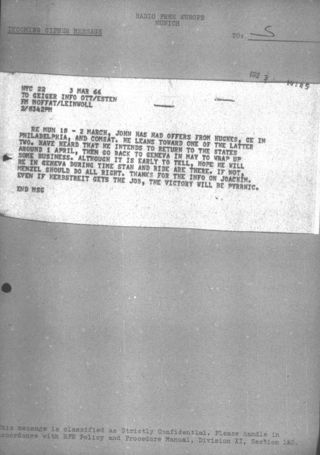 RADIO FREE EUROPE
MUNICH
INCOMING CIPHER MESSAGE
TO: S
NYC 22 3 MAR 66
TO GEIGER INFO OTT/ESTEN
FM MOFFAT/LEINWOLL
2/6342PM
RE MUN 18 - 2 MARCH, JOHN HAS HAD OFFERS FROM HUGHES, GE IN
PHILADELPHIA, AND COMSAT. HE LEANS TOWARD ONE OF THE LATTER
TWO. HAVE HEARD THAT HE INTENDS TO RETURN TO THE STATES
AROUND 1 APRIL, THEN GO BACK TO GENEVA IN MAY TO WRAP UP
SOME BUSINESS. ALTHOUGH IT IS EARLY TO TELL, HOPE HE WILL
BE IN GENEVA DURING TIME STAN AND RIDE ARE THERE. IF NOT,
MENZEL SHOULD DO ALL RIGHT. THANKS FOR THE INFO ON JOACHIM.
EVEN IF HERBSTREIT GETS THE JOB, THE VICTORY WILL BE PYRRHIC.
END MSG
This message is classified as Strictly Confidential. Please handle in
accordance with RFE Policy and Procedure Manual, Division II, Section